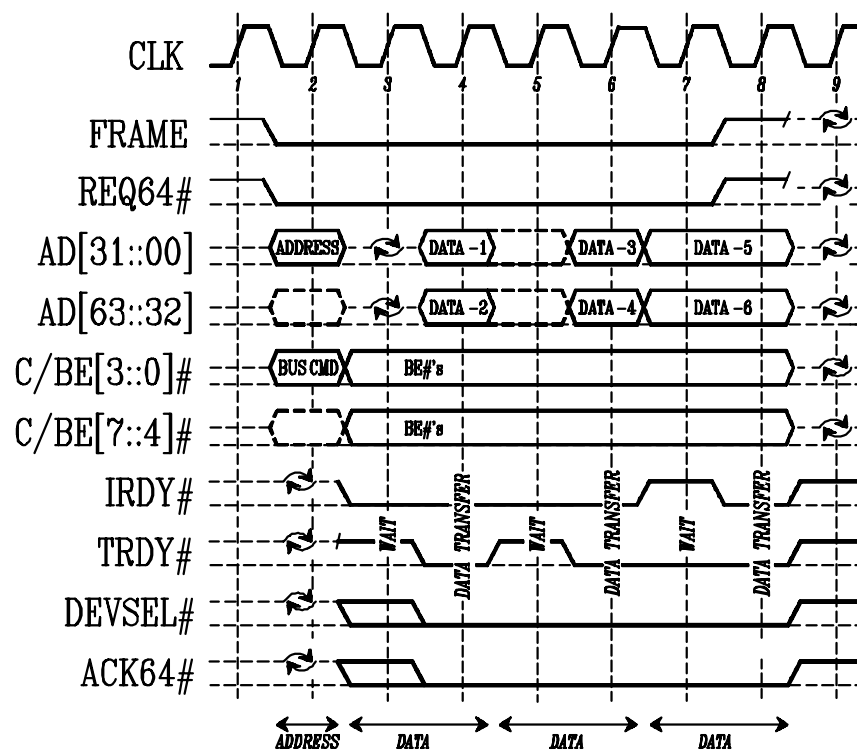 CLK
1 2 3 4 5 6 7 8 9
FRAME
REQ64#
AD[31::00] ADDRESS DATA-1 DATA-3 DATA-5
AD[63::32] DATA-2 DATA-4 DATA-6
C/BE[3::0]# BUS CMD BE#'s
C/BE[7::4]# BE#'s
IRDY#
TRDY#
WAIT DATA TRANSFER WAIT DATA TRANSFER WAIT DATA TRANSFER
DEVSEL#
ACK64#
ADDRESS DATA DATA DATA